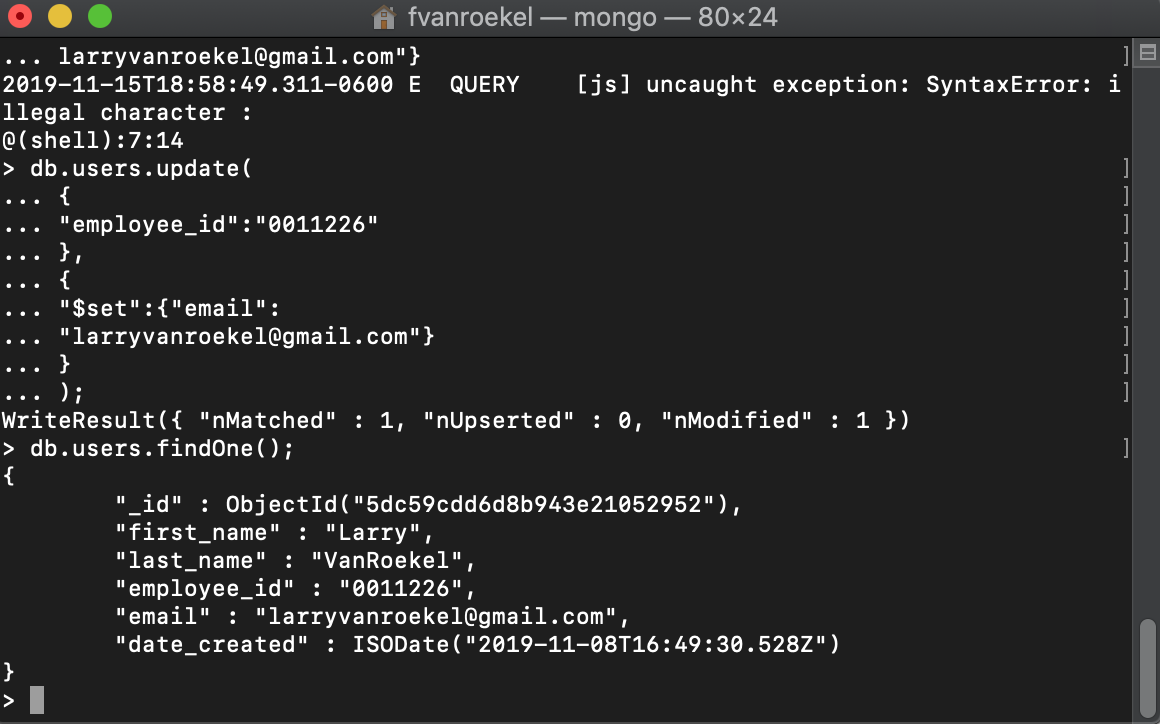 fvanroekel — mongo — 80×24
... larryvanroekel@gmail.com"}
2019-11-15T18:58:49.311-0600 E  QUERY    [js] uncaught exception: SyntaxError: i
llegal character :
@(shell):7:14
> db.users.update(
... {
... "employee_id":"0011226"
... },
... {
... "$set":{"email":
... "larryvanroekel@gmail.com"}
... }
... );
WriteResult({ "nMatched" : 1, "nUpserted" : 0, "nModified" : 1 })
> db.users.findOne();
{
        "_id" : ObjectId("5dc59cdd6d8b943e21052952"),
        "first_name" : "Larry",
        "last_name" : "VanRoekel",
        "employee_id" : "0011226",
        "email" : "larryvanroekel@gmail.com",
        "date_created" : ISODate("2019-11-08T16:49:30.528Z")
}
>